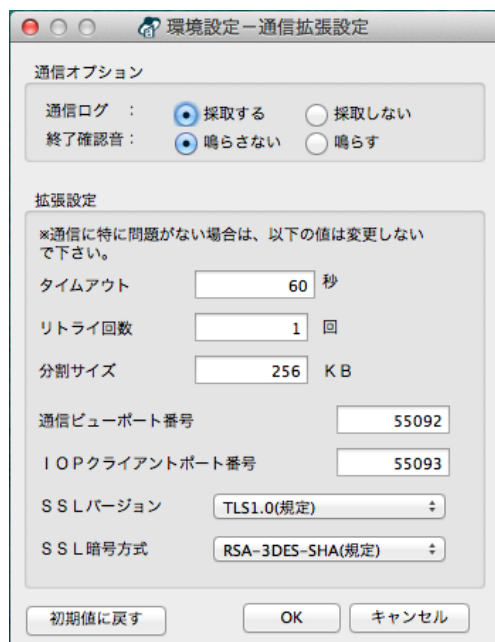 環境設定－通信拡張設定
通信オプション
通信ログ ： 採取する 採取しない
終了確認音： 鳴らさない 鳴らす
拡張設定
※通信に特に問題がない場合は、以下の値は変更しない
で下さい。
タイムアウト 60 秒
リトライ回数 1 回
分割サイズ 256 ＫＢ
通信ビューポート番号 55092
ＩＯＰクライアントポート番号 55093
ＳＳＬバージョン TLS1.0(規定)
ＳＳＬ暗号方式 RSA-3DES-SHA(規定)
初期値に戻す OK キャンセル